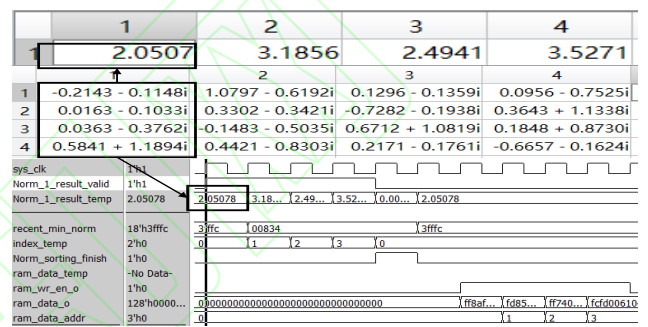 1 2 3 4
1 2.0507 3.1856 2.4941 3.5271
1 2 3 4
1 -0.2143 - 0.1148i 1.0797 - 0.6192i 0.1296 - 0.1359i 0.0956 - 0.7525i
2 0.0163 - 0.1033i 0.3302 - 0.3421i -0.7282 - 0.1938i 0.3643 + 1.1338i
3 0.0363 - 0.3762i -0.1483 - 0.5035i 0.6712 + 1.0819i 0.1848 + 0.8730i
4 0.5841 + 1.1894i 0.4421 - 0.8303i 0.2171 - 0.1761i -0.6657 - 0.1624i
sys_clk 1'h1
Norm_1_result_valid 1'h1
Norm_1_result_temp 2.05078 2.05078 3.18... 2.49... 3.52... 0.00... 2.05078
recent_min_norm 18'h3fffc 3fffc 00834 3fffc
index_temp 2'h0 0 1 2 3 0
Norm_sorting_finish 1'h0
ram_data_temp -No Data-
ram_wr_en_o 1'h0
ram_data_o 128'h0000... 00000000000000000000000000000000 ff8af... fd85... ff740... fcfd00610
ram_data_addr 3'h0 0 1 2 3